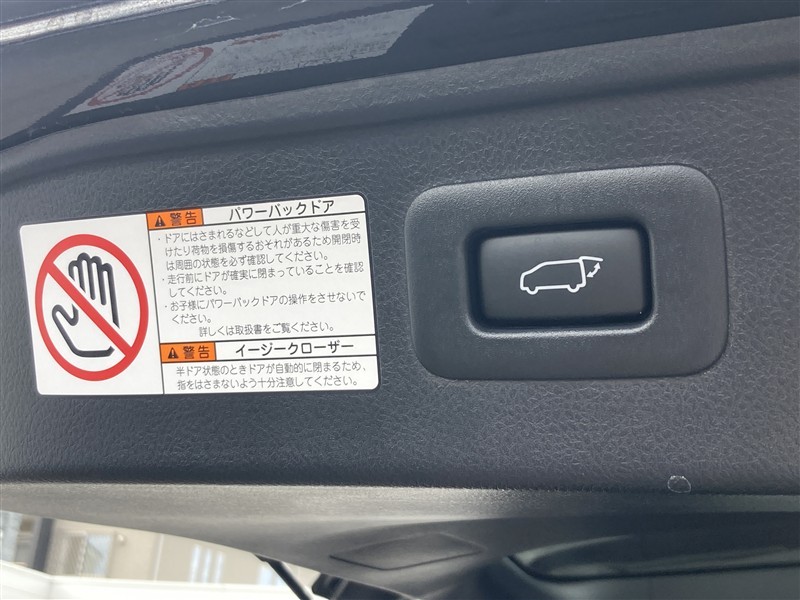 警告 パワーバックドア
・ドアにはさまれるなどして人が重大な傷害を受
けたり荷物を損傷するおそれがあるため開閉時
は周囲の状態を必ず確認してください。
・走行前にドアが確実に閉まっていることを確認
してください。
・お子様にパワーバックドアの操作をさせないで
ください。
詳しくは取扱書をご覧ください。
警告 イージークローザー
半ドア状態のときドアが自動的に閉まるため、
指をはさまないよう十分注意してください。